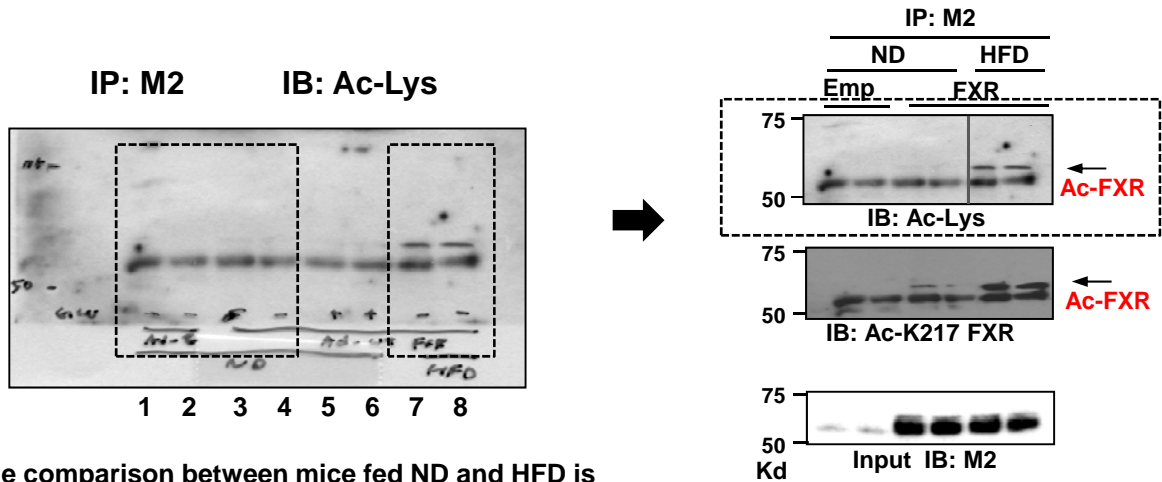 IP: M2 IB: Ac-Lys
50 -
ND
HFD
1 2 3 4 5 6 7 8
e comparison between mice fed ND and HFD is
IP: M2
ND HFD
Emp FXR
75
50
Ac-FXR
IB: Ac-Lys
75
50
Ac-FXR
IB: Ac-K217 FXR
75
50
Kd
Input IB: M2